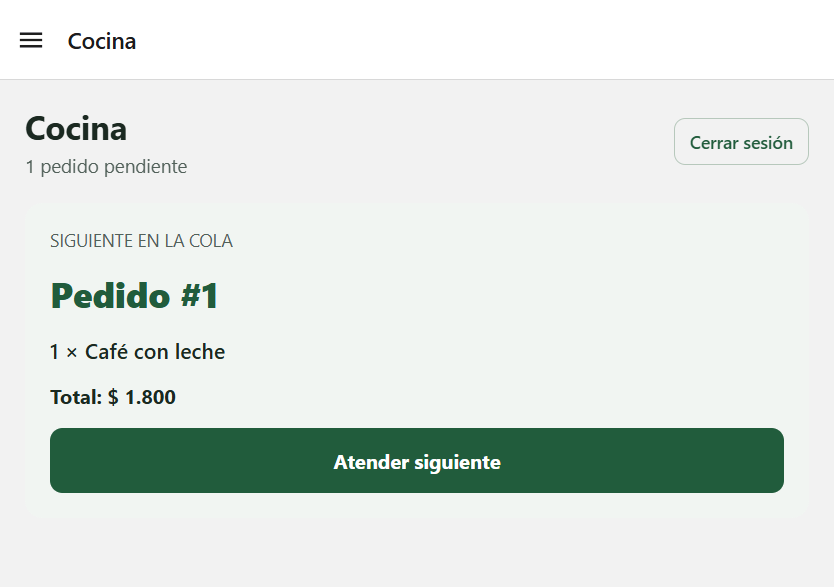 Cocina
Cocina
1 pedido pendiente
Cerrar sesión
SIGUIENTE EN LA COLA
Pedido #1
1 × Café con leche
Total: $ 1.800
Atender siguiente